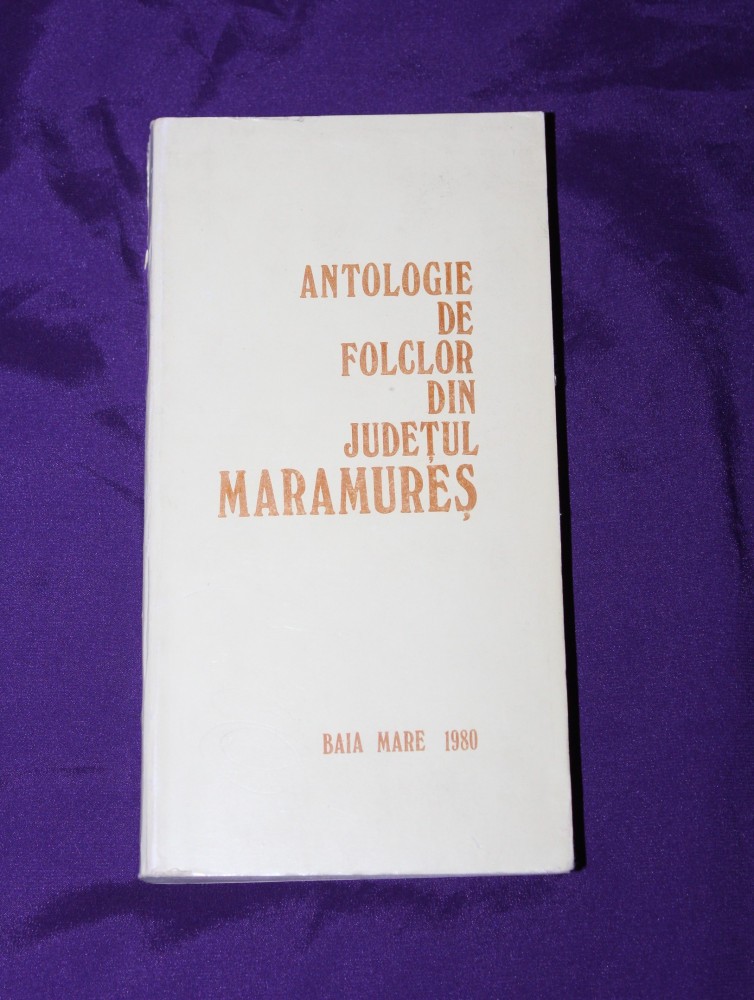 ANTOLOGIE
DE
FOLCLOR
DIN
JUDEȚUL
MARAMUREȘ
BAIA MARE 1980